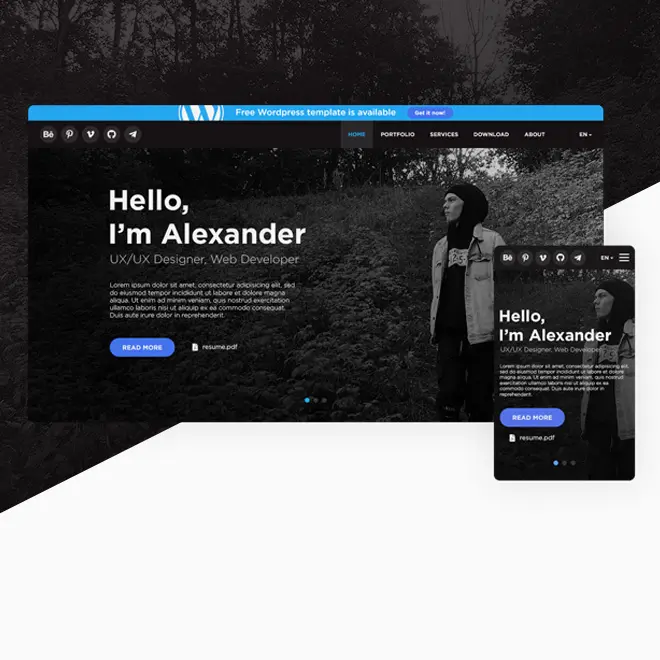 Free Wordpress template is available
Get it now!
Bē
HOME
PORTFOLIO
SERVICES
DOWNLOAD
ABOUT
EN
Hello,
I'm Alexander
UX/UX Designer, Web Developer
Lorem ipsum dolor sit amet, consectetur adipisicing elit, sed
do eiusmod tempor incididunt ut labore et dolore magna
aliqua. Ut enim ad minim veniam, quis nostrud exercitation
ullamco laboris nisi ut aliquip ex ea commodo consequat.
Duis aute irure dolor in reprehenderit.
READ MORE
resume.pdf
Bē
EN
Hello,
I'm Alexander
UX/UX Designer, Web Developer
Lorem ipsum dolor sit amet, consectetur adipisicing elit,
sed do eiusmod tempor incididunt ut labore et dolore
magna aliqua. Ut enim ad minim veniam, quis nostrud
exercitation ullamco laboris nisi ut aliquip ex ea
commodo consequat. Duis aute irure dolor in
reprehenderit.
READ MORE
resume.pdf